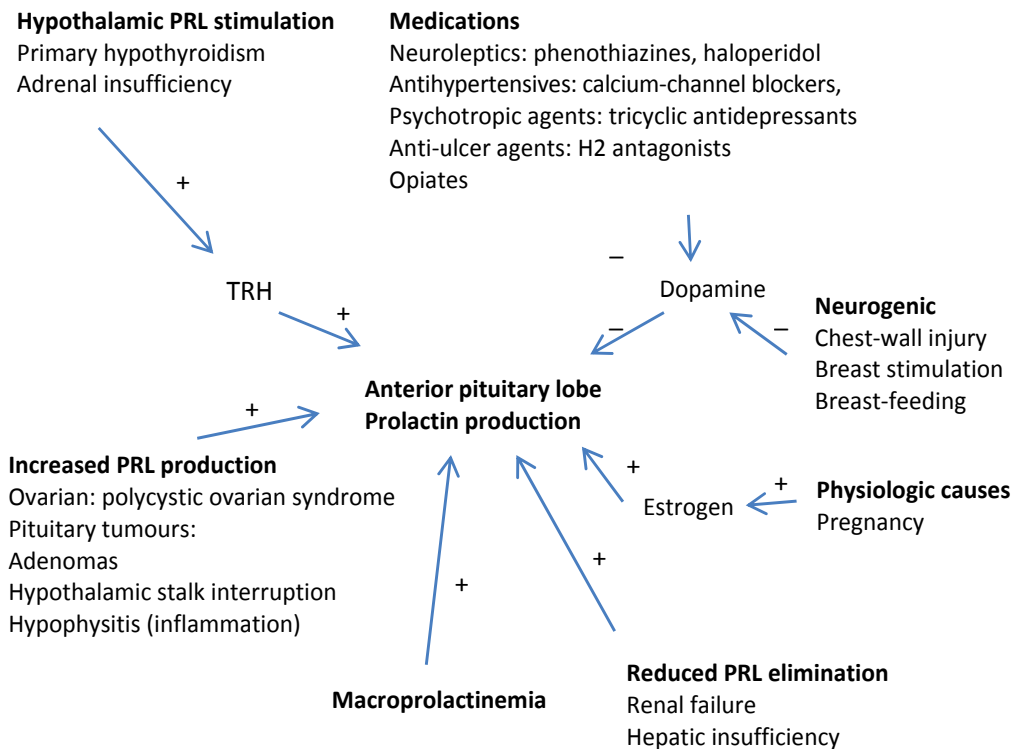 Hypothalamic PRL stimulation
Primary hypothyroidism
Adrenal insufficiency
Medications
Neuroleptics: phenothiazines, haloperidol
Antihypertensives: calcium-channel blockers,
Psychotropic agents: tricyclic antidepressants
Anti-ulcer agents: H2 antagonists
Opiates
+
–
TRH
+
Dopamine
–
–
Neurogenic
Chest-wall injury
Breast stimulation
Breast-feeding
Anterior pituitary lobe
Prolactin production
+
Increased PRL production
Ovarian: polycystic ovarian syndrome
Pituitary tumours:
Adenomas
Hypothalamic stalk interruption
Hypophysitis (inflammation)
+
Estrogen
+
Physiologic causes
Pregnancy
+
+
Macroprolactinemia
Reduced PRL elimination
Renal failure
Hepatic insufficiency